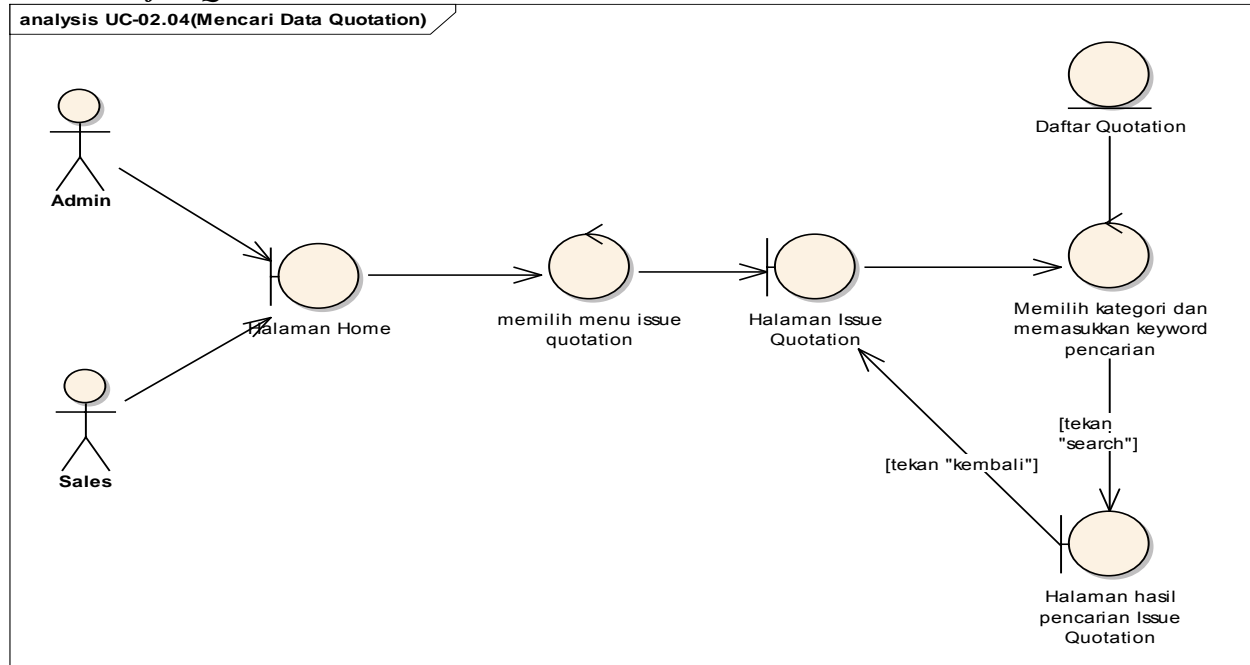 analysis UC-02.04(Mencari Data Quotation)
Daftar Quotation
Admin
Halaman Home
memilih menu issue
quotation
Halaman Issue
Quotation
Memilih kategori dan
memasukkan keyword
pencarian
[tekan
"search"]
[tekan "kembali"]
Sales
Halaman hasil
pencarian Issue
Quotation